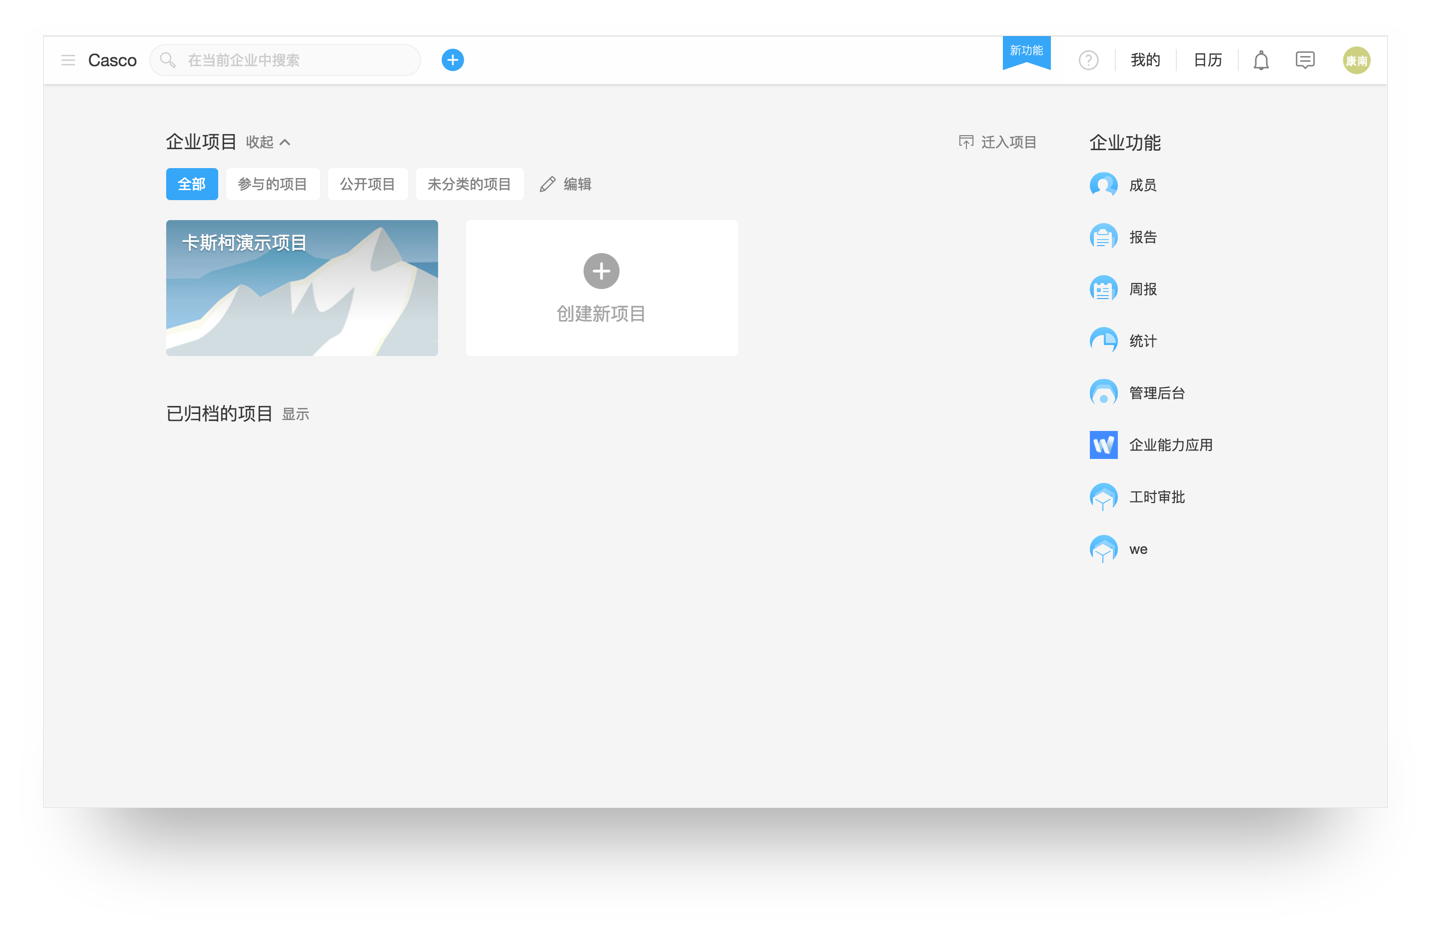 Casco
在当前企业中搜索
新功能
我的
日历
康南
企业项目 收起
迁入项目
全部
参与的项目
公开项目
未分类的项目
编辑
卡斯柯演示项目
创建新项目
已归档的项目 显示
企业功能
成员
报告
周报
统计
管理后台
企业能力应用
工时审批
we